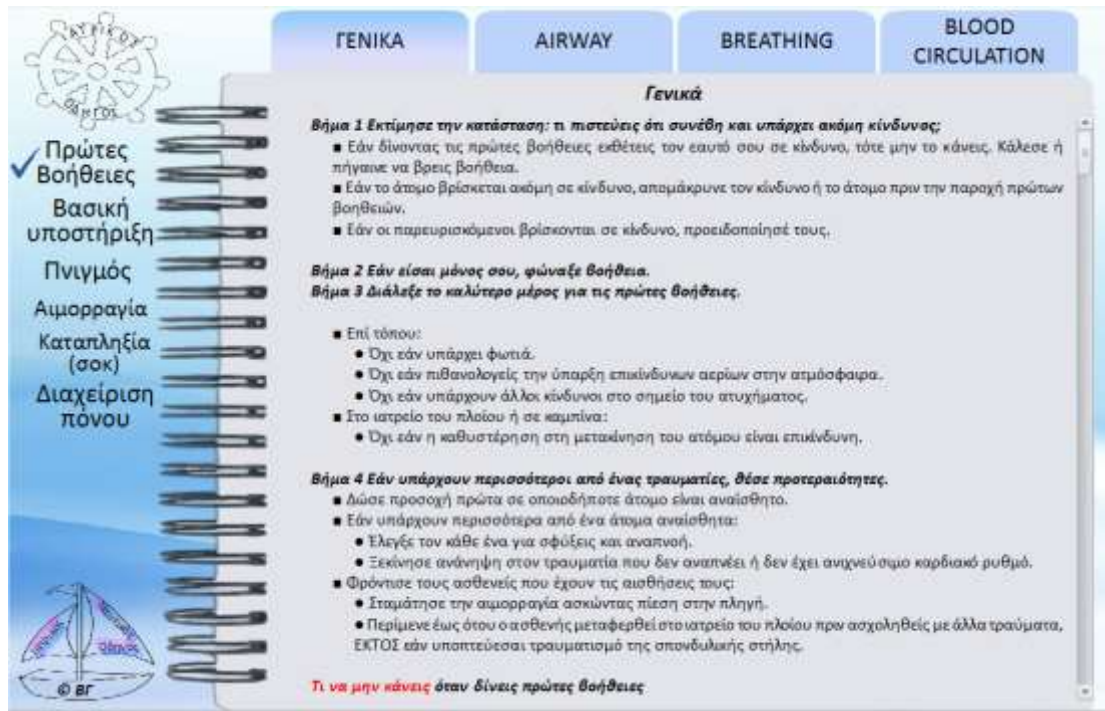 ΙΑΤΡΙΚΟΣ
ΟΔΗΓΟΣ
ΓΕΝΙΚΑ
AIRWAY
BREATHING
BLOOD
CIRCULATION
Πρώτες
Βοήθειες
Βασική
υποστήριξη
Πνιγμός
Αιμορραγία
Καταπληξία
(σοκ)
Διαχείριση
πόνου
Γενικά
Βήμα 1 Εκτίμησε την κατάσταση: τι πιστεύεις ότι συνέβη και υπάρχει ακόμη κίνδυνος;
■ Εάν δίνοντας τις πρώτες βοήθειες εκθέτεις τον εαυτό σου σε κίνδυνο, τότε μην το κάνεις. Κάλεσε ή
πήγαινε να βρεις βοήθεια.
■ Εάν το άτομο βρίσκεται ακόμη σε κίνδυνο, απομάκρυνε τον κίνδυνο ή το άτομο πριν την παροχή πρώτων
βοηθειών.
■ Εάν οι παρευρισκόμενοι βρίσκονται σε κίνδυνο, προειδοποίησέ τους.
Βήμα 2 Εάν είσαι μόνος σου, φώναξε βοήθεια.
Βήμα 3 Διάλεξε το καλύτερο μέρος για τις πρώτες βοήθειες.
■ Επί τόπου:
● Όχι εάν υπάρχει φωτιά.
● Όχι εάν πιθανολογείς την ύπαρξη επικίνδυνων αερίων στην ατμόσφαιρα.
● Όχι εάν υπάρχουν άλλοι κίνδυνοι στο σημείο του ατυχήματος.
■ Στο ιατρείο του πλοίου ή σε καμπίνα:
● Όχι εάν η καθυστέρηση στη μετακίνηση του ατόμου είναι επικίνδυνη.
Βήμα 4 Εάν υπάρχουν περισσότεροι από ένας τραυματίες, θέσε προτεραιότητες.
■ Δώσε προσοχή πρώτα σε οποιοδήποτε άτομο είναι αναίσθητο.
■ Εάν υπάρχουν περισσότερα από ένα άτομα αναίσθητα:
● Έλεγξε τον κάθε ένα για σφύξεις και αναπνοή.
● Ξεκίνησε ανάνηψη στον τραυματία που δεν αναπνέει ή δεν έχει ανιχνεύσιμο καρδιακό ρυθμό.
■ Φρόντισε τους ασθενείς που έχουν τις αισθήσεις τους:
● Σταμάτησε την αιμορραγία ασκώντας πίεση στην πληγή.
● Περίμενε έως ότου ο ασθενής μεταφερθεί στο ιατρείο του πλοίου πριν ασχοληθείς με άλλα τραύματα,
ΕΚΤΟΣ εάν υποπτεύεσαι τραυματισμό της σπονδυλικής στήλης.
Τι να μην κάνεις όταν δίνεις πρώτες βοήθειες
© ΒΓ